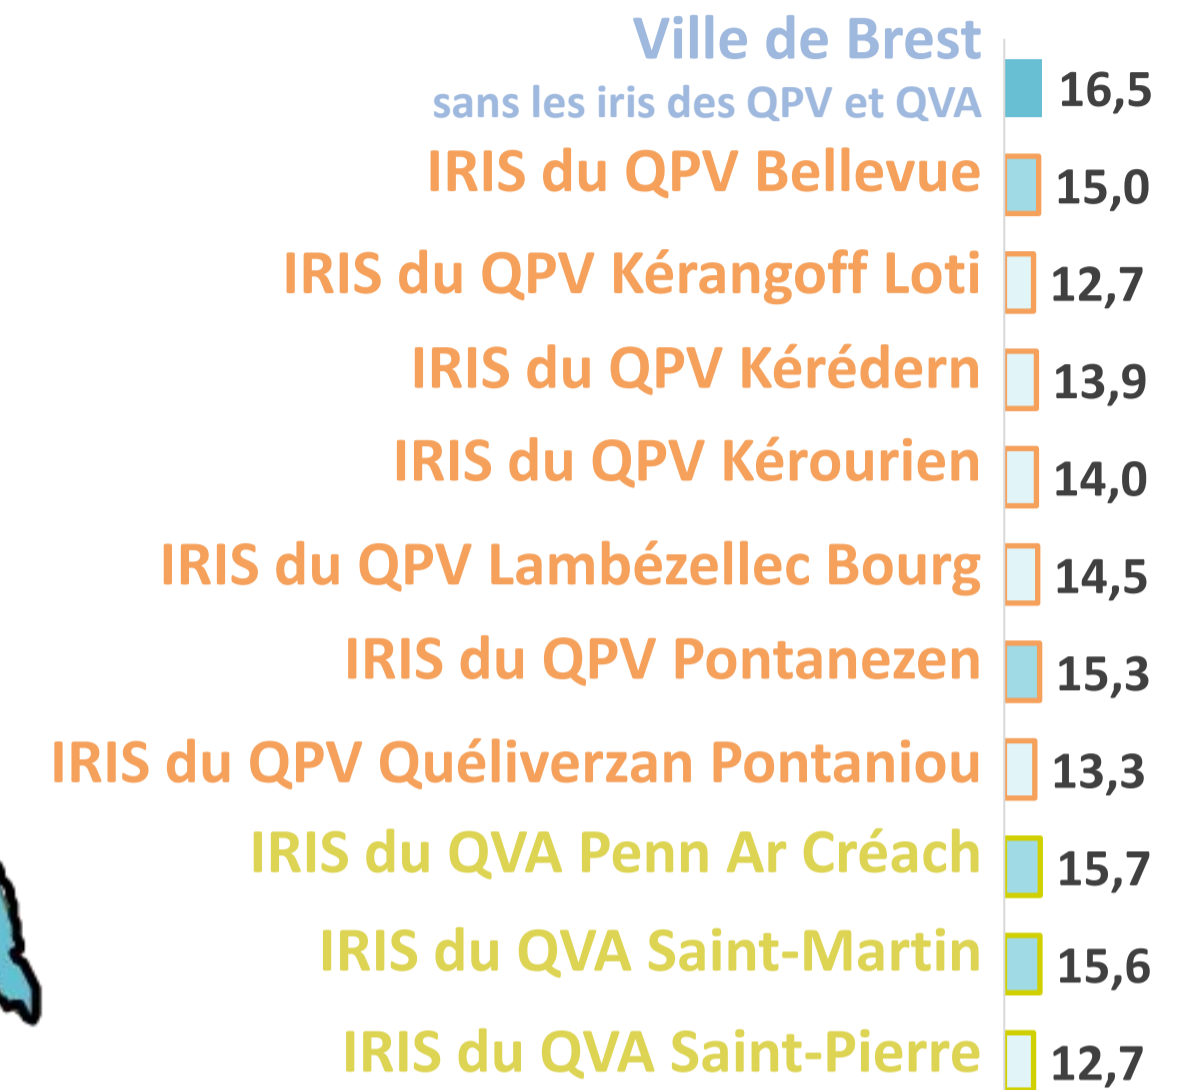 Ville de Brest
sans les iris des QPV et QVA 16,5
IRIS du QPV Bellevue 15,0
IRIS du QPV Kérangoff Loti 12,7
IRIS du QPV Kérédern 13,9
IRIS du QPV Kérourien 14,0
IRIS du QPV Lambézellec Bourg 14,5
IRIS du QPV Pontanezen 15,3
IRIS du QPV Quéliverzan Pontaniou 13,3
IRIS du QVA Penn Ar Créach 15,7
IRIS du QVA Saint-Martin 15,6
IRIS du QVA Saint-Pierre 12,7